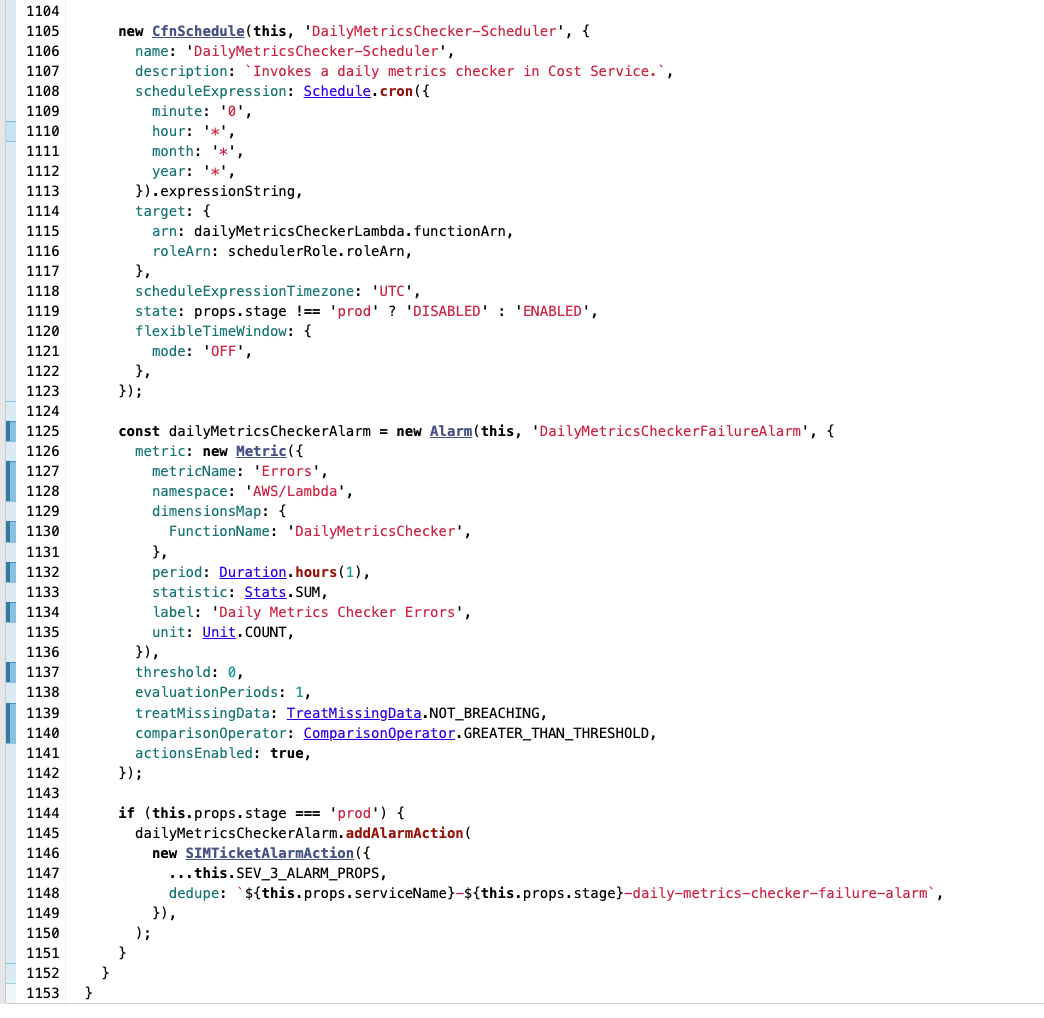 1104
1105 new CfnSchedule(this, 'DailyMetricsChecker-Scheduler', {
1106 name: 'DailyMetricsChecker-Scheduler',
1107 description: `Invokes a daily metrics checker in Cost Service.`,
1108 scheduleExpression: Schedule.cron({
1109 minute: '0',
1110 hour: '*',
1111 month: '*',
1112 year: '*',
1113 }).expressionString,
1114 target: {
1115 arn: dailyMetricsCheckerLambda.functionArn,
1116 roleArn: schedulerRole.roleArn,
1117 },
1118 scheduleExpressionTimezone: 'UTC',
1119 state: props.stage !== 'prod' ? 'DISABLED' : 'ENABLED',
1120 flexibleTimeWindow: {
1121 mode: 'OFF',
1122 },
1123 });
1124
1125 const dailyMetricsCheckerAlarm = new Alarm(this, 'DailyMetricsCheckerFailureAlarm', {
1126 metric: new Metric({
1127 metricName: 'Errors',
1128 namespace: 'AWS/Lambda',
1129 dimensionsMap: {
1130 FunctionName: 'DailyMetricsChecker',
1131 },
1132 period: Duration.hours(1),
1133 statistic: Stats.SUM,
1134 label: 'Daily Metrics Checker Errors',
1135 unit: Unit.COUNT,
1136 }),
1137 threshold: 0,
1138 evaluationPeriods: 1,
1139 treatMissingData: TreatMissingData.NOT_BREACHING,
1140 comparisonOperator: ComparisonOperator.GREATER_THAN_THRESHOLD,
1141 actionsEnabled: true,
1142 });
1143
1144 if (this.props.stage === 'prod') {
1145 dailyMetricsCheckerAlarm.addAlarmAction(
1146 new SIMTicketAlarmAction({
1147 ...this.SEV_3_ALARM_PROPS,
1148 dedupe: `${this.props.serviceName}-${this.props.stage}-daily-metrics-checker-failure-alarm`,
1149 }),
1150 );
1151 }
1152 }
1153 }